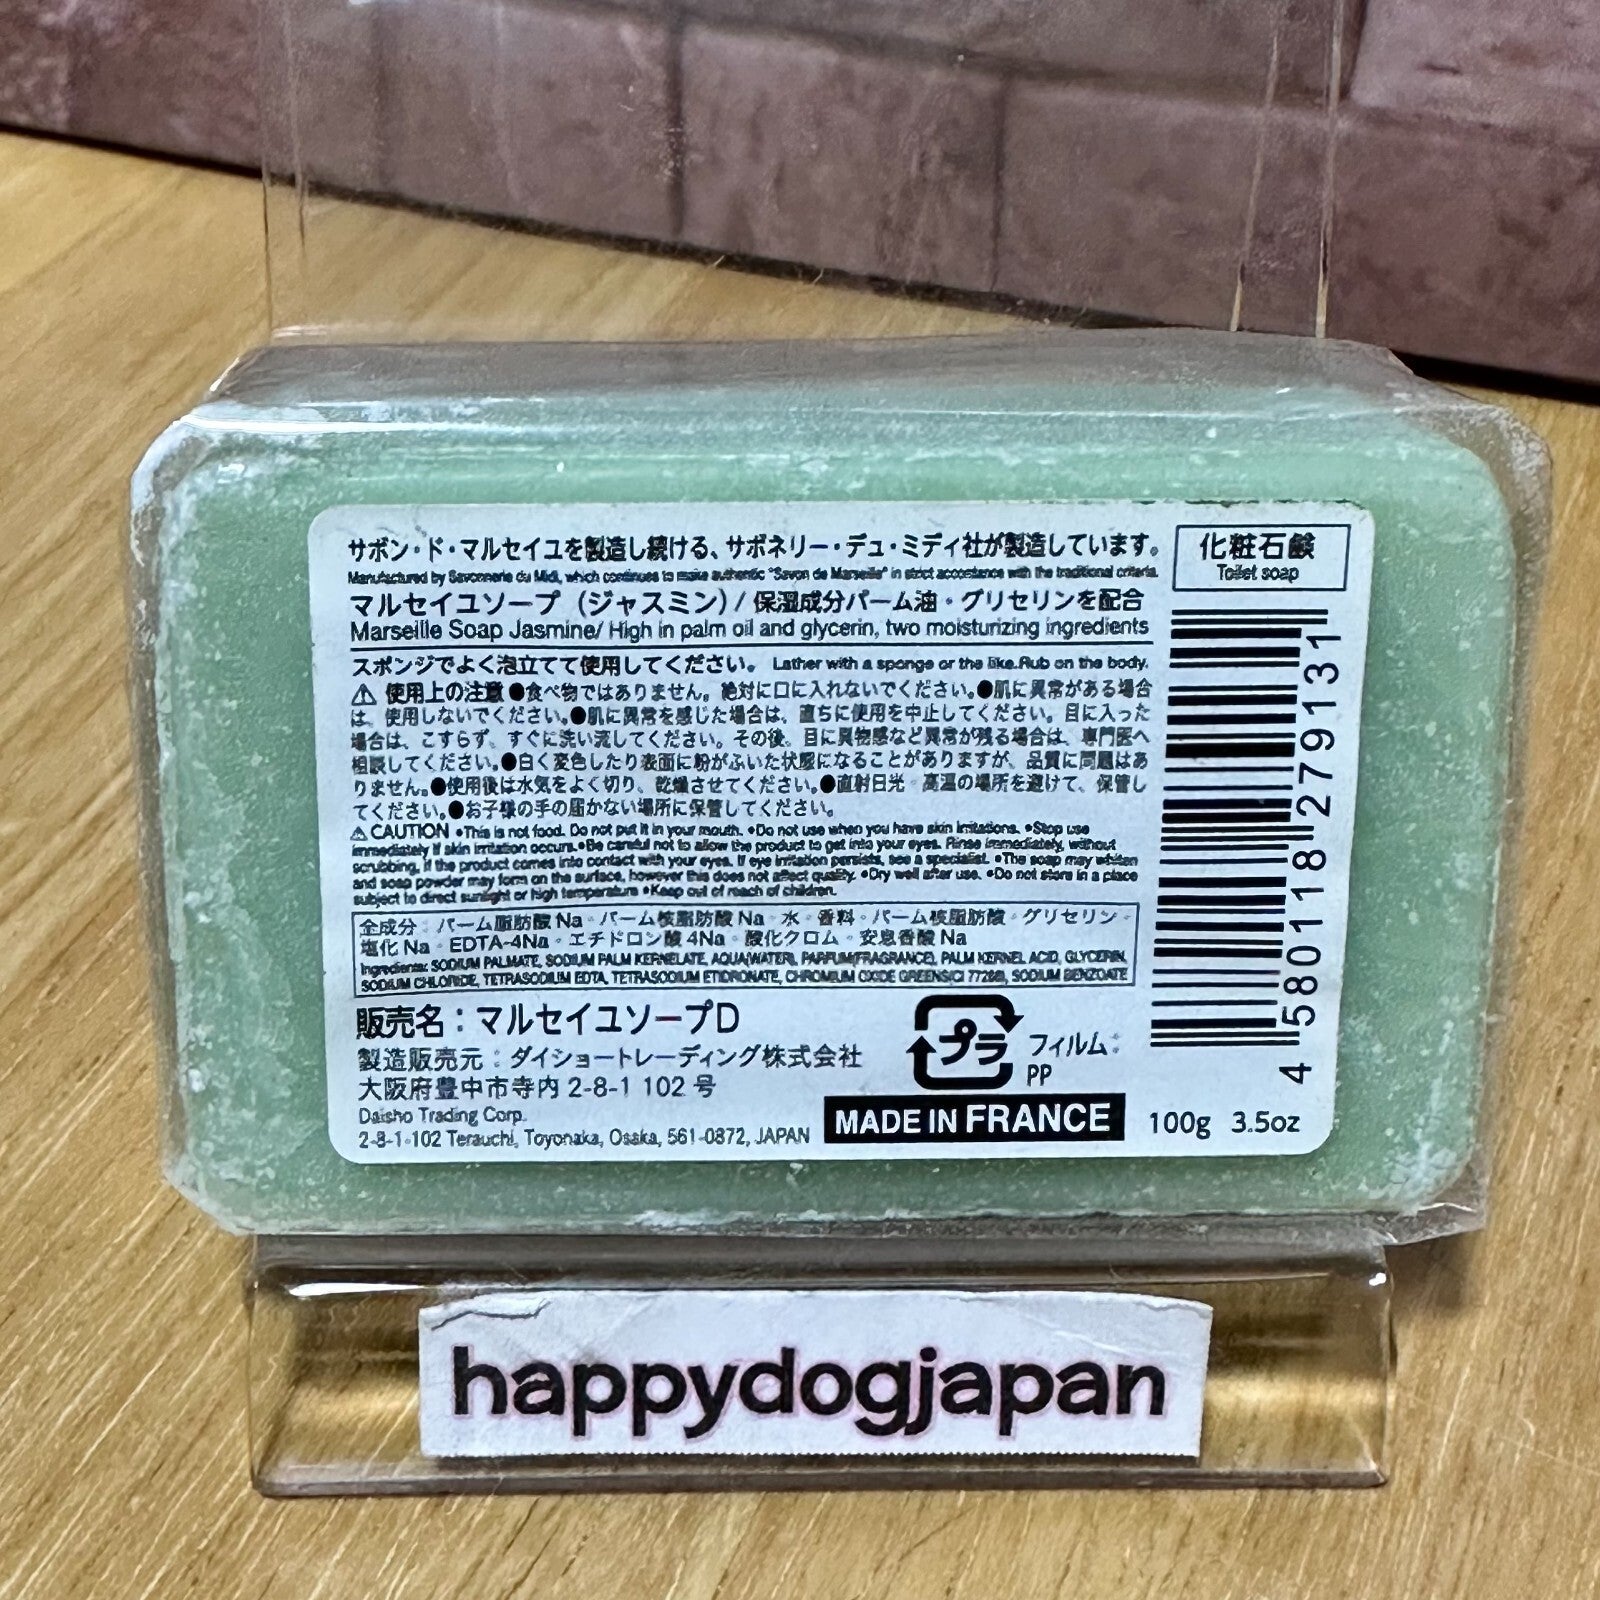 サボン・ド・マルセイユを製造し続ける、サボネリー・デュ・ミディ社が製造しています。
Manufactured by Savonnerie du Midi, which continues to make authentic "Savon de Marseille" in strict accordance with the traditional criteria.
化粧石鹸
Toilet soap
マルセイユソープ (ジャスミン) / 保湿成分パーム油・グリセリンを配合
Marseille Soap Jasmine/ High in palm oil and glycerin, two moisturizing ingredients
スポンジでよく泡立てて使用してください。 Lather with a sponge or the like.Rub on the body.
⚠ 使用上の注意 ●食べ物ではありません。絶対に口に入れないでください。●肌に異常がある場合
は、使用しないでください。●肌に異常を感じた場合は、直ちに使用を中止してください。目に入った
場合は、こすらず、すぐに洗い流してください。その後、目に異物感など異常が残る場合は、専門医へ
相談してください。●白く変色したり表面に粉がふいた状態になることがありますが、品質に問題はあ
りません。●使用後は水気をよく切り、乾燥させてください。●直射日光・高温の場所を避けて、保管し
てください。●お子様の手の届かない場所に保管してください。
⚠ CAUTION •This is not food. Do not put it in your mouth. •Do not use when you have skin irritations. •Stop use
immediately if skin irritation occurs.•Be careful not to allow the product to get into your eyes. Rinse immediately, without
scrubbing, if the product comes into contact with your eyes. If eye irritation persists, see a specialist. •The soap may whiten
and soap powder may form on the surface, however this does not affect quality. •Dry well after use. •Do not store in a place
subject to direct sunlight or high temperature •Keep out of reach of children.
全成分：パーム脂肪酸 Na・パーム核脂肪酸 Na・水・香料・パーム核脂肪酸・グリセリン・
塩化 Na・EDTA-4Na・エチドロン酸 4Na・酸化クロム・安息香酸 Na
Ingredients: SODIUM PALMATE, SODIUM PALM KERNELATE, AQUA(WATER), PARFUM(FRAGRANCE), PALM KERNEL ACID, GLYCERIN,
SODIUM CHLORIDE, TETRASODIUM EDTA, TETRASODIUM ETIDRONATE, CHROMIUM OXIDE GREENS(CI 77288), SODIUM BENZOATE
販売名：マルセイユソープD
製造販売元：ダイショートレーディング株式会社
大阪府豊中市寺内 2-8-1 102 号
Daisho Trading Corp.
2-8-1-102 Terauchi, Toyonaka, Osaka, 561-0872, JAPAN
プラ
フィルム：
PP
MADE IN FRANCE
100g 3.5oz
4 580118 279131
happydogjapan